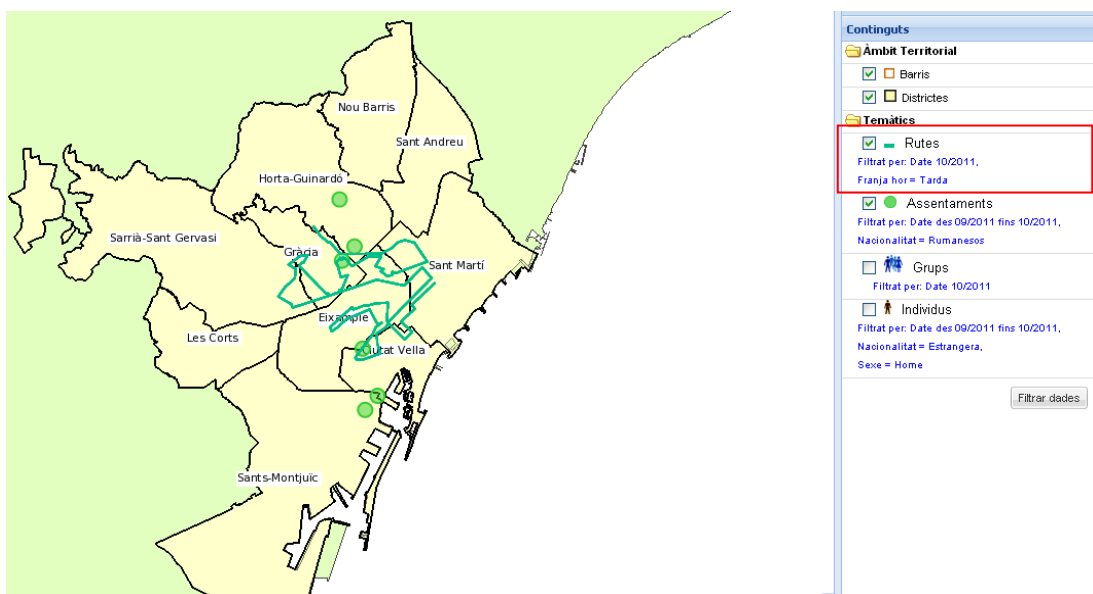 Nou Barris
Sant Andreu
Horta-Guinardó
Sarrià-Sant Gervasi
Gràcia
Sant Martí
Eixample
Les Corts
Ciutat Vella
Sants-Montjuïc
Continguts
Àmbit Territorial
Barris
Districtes
Temàtics
Rutes
Filtrat per: Date 10/2011,
Franja hor = Tarda
Assentaments
Filtrat per: Date des 09/2011 fins 10/2011,
Nacionalitat = Rumanesos
Grups
Filtrat per: Date 10/2011
Individus
Filtrat per: Date des 09/2011 fins 10/2011,
Nacionalitat = Estrangera,
Sexe = Home
Filtrar dades